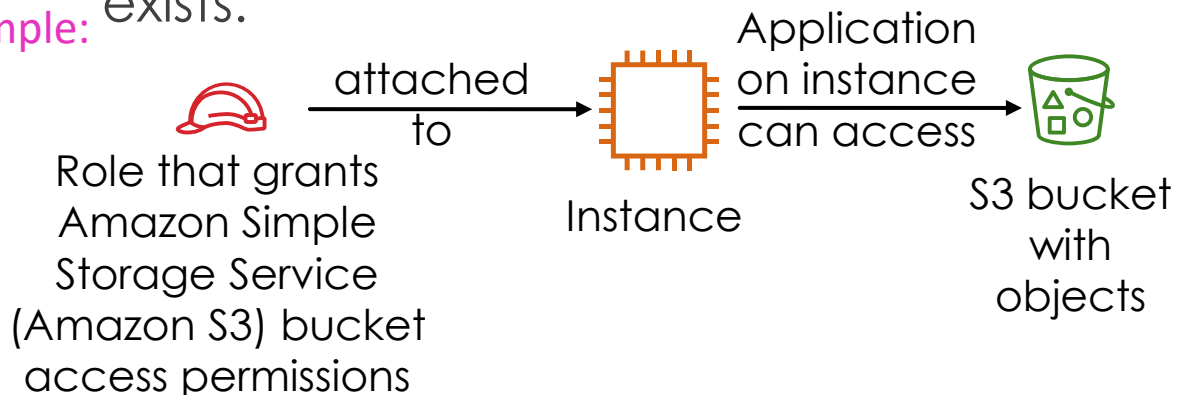 exists.
mple:
attached
to
Application
on instance
can access
Role that grants
Amazon Simple
Storage Service
(Amazon S3) bucket
access permissions
Instance
S3 bucket
with
objects